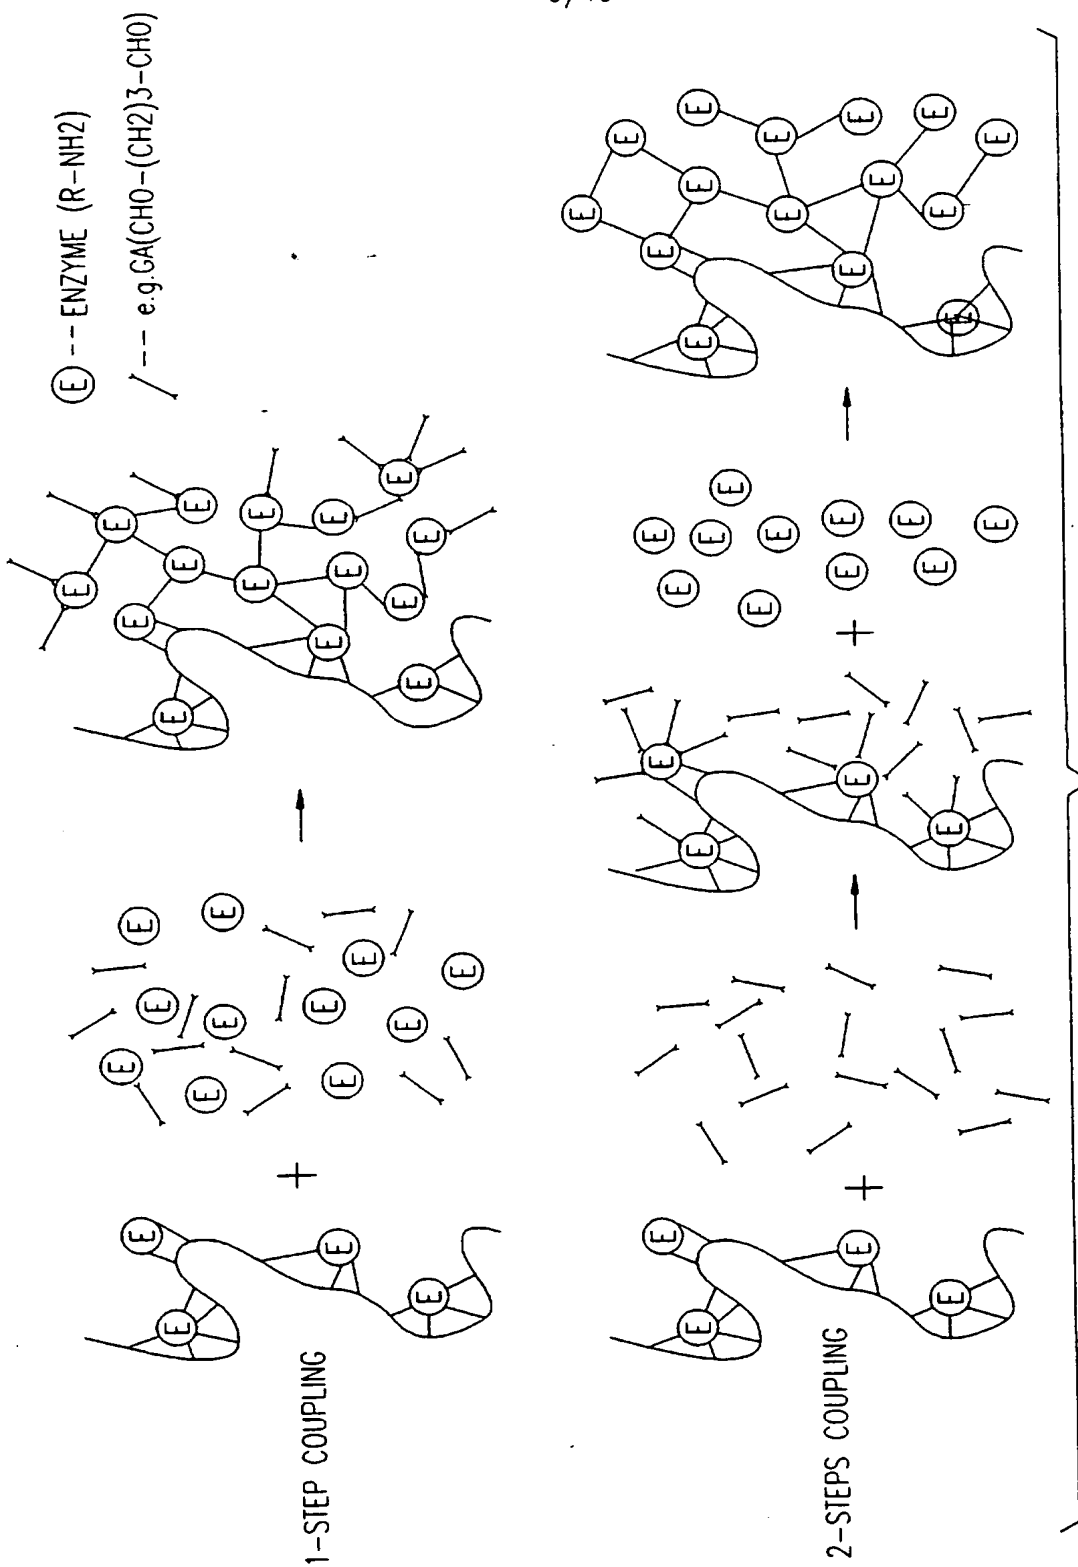 E --- ENZYME (R-NH2)
--- e.g.GA(CHO-(CH2)3-CHO)
1-STEP COUPLING
E E E E
+
E E E E E E E E E E
E E E E E E E E E E E E E E E E
2-STEPS COUPLING
E E E E
+
E E E E
+
E E E E E E E E E E E E
E E E E E E E E E E E E E E E